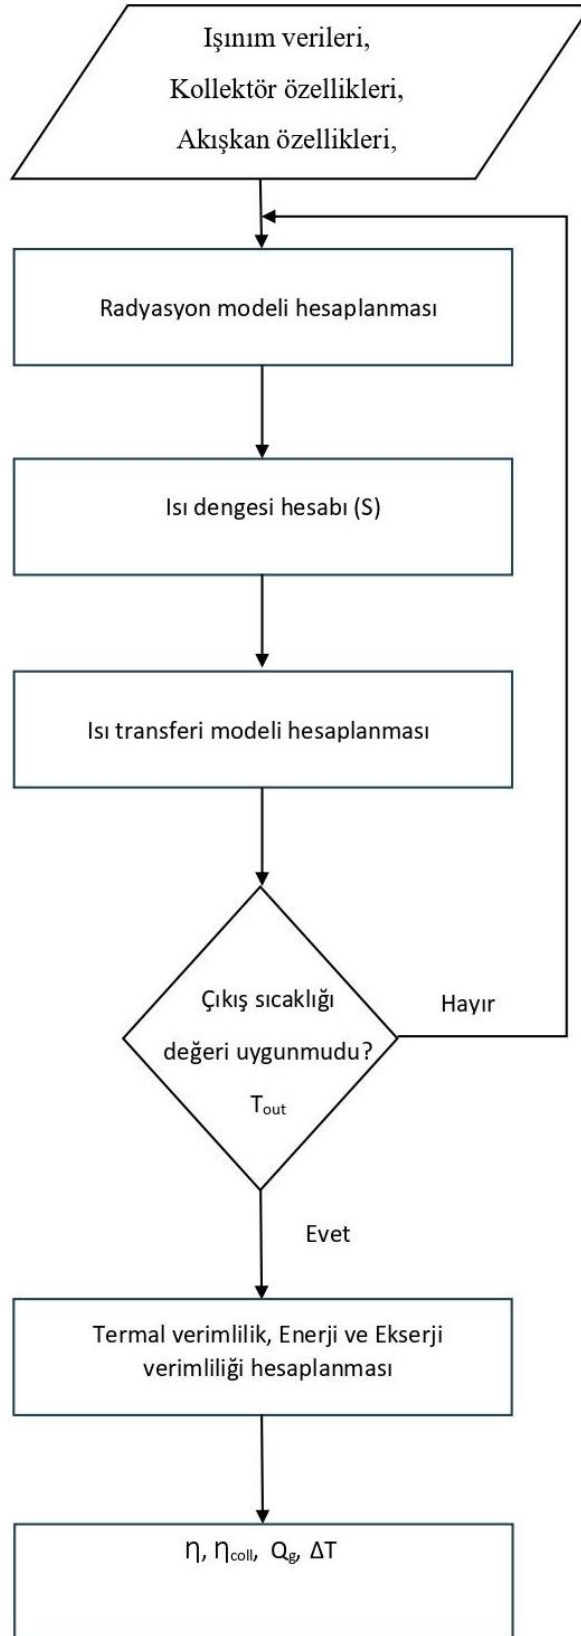 Işınım verileri,
Kollektör özellikleri,
Akışkan özellikleri,
Radyasyon modeli hesaplanması
Isı dengesi hesabı (S)
Isı transferi modeli hesaplanması
Çıkış sıcaklığı
değeri uygunmudu?
Tout
Hayır
Evet
Termal verimlilik, Enerji ve Ekserji
verimliliği hesaplanması
Ƞ, Ƞcoll, Qg, ΔT